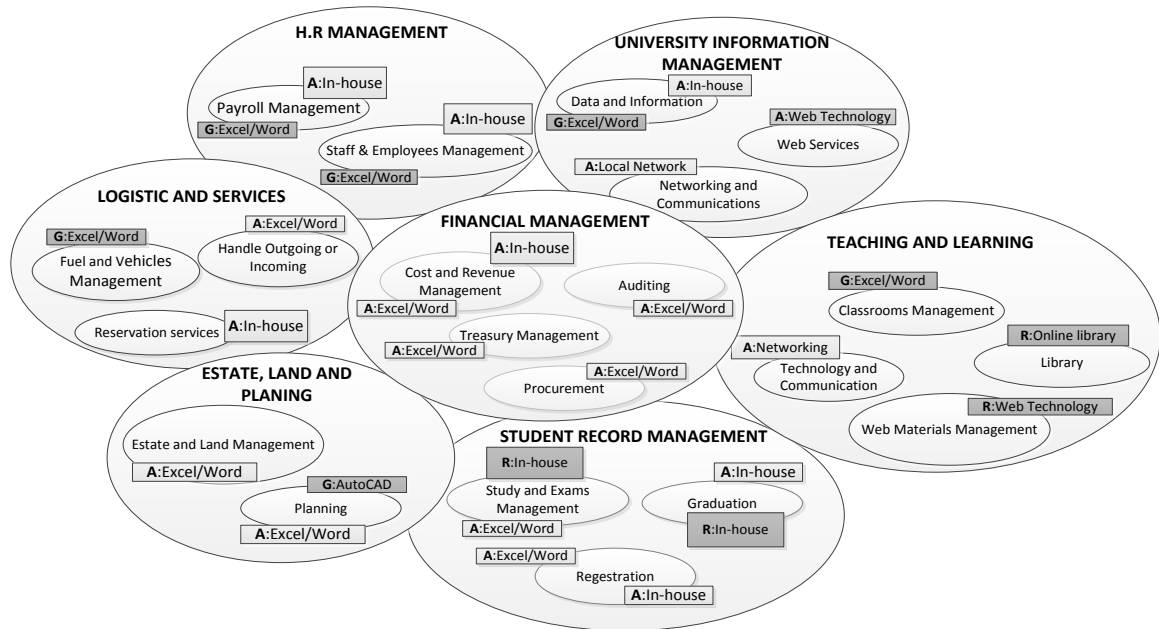 H.R MANAGEMENT
A:In-house
Payroll Management
G:Excel/Word
A:In-house
Staff & Employees Management
G:Excel/Word
UNIVERSITY INFORMATION
MANAGEMENT
A:In-house
Data and Information
G:Excel/Word
A:Web Technology
Web Services
A:Local Network
Networking and
Communications
LOGISTIC AND SERVICES
A:Excel/Word
G:Excel/Word
Handle Outgoing or
Incoming
Fuel and Vehicles
Management
Reservation services
A:In-house
FINANCIAL MANAGEMENT
A:In-house
Cost and Revenue
Management
A:Excel/Word
Auditing
A:Excel/Word
Treasury Management
A:Excel/Word
A:Excel/Word
Procurement
TEACHING AND LEARNING
G:Excel/Word
Classrooms Management
R:Online library
Library
A:Networking
Technology and
Communication
R:Web Technology
Web Materials Management
ESTATE, LAND AND
PLANING
Estate and Land Management
A:Excel/Word
G:AutoCAD
Planning
A:Excel/Word
STUDENT RECORD MANAGEMENT
R:In-house
Study and Exams
Management
A:Excel/Word
A:In-house
Graduation
R:In-house
A:Excel/Word
Regestration
A:In-house